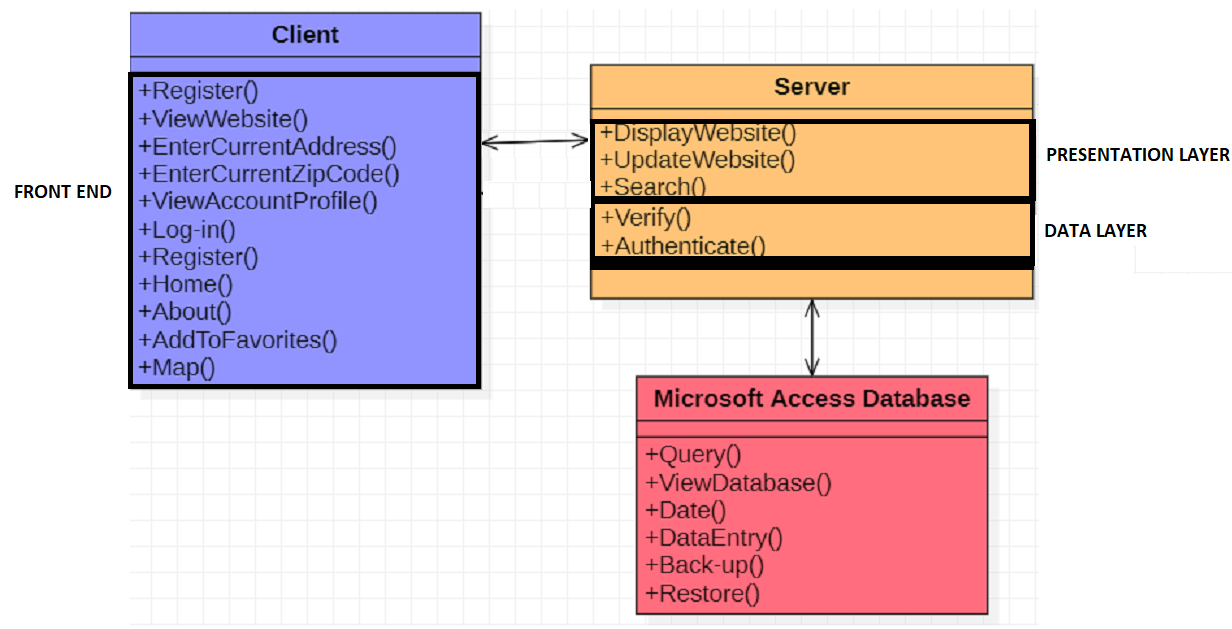 FRONT END
Client
+Register()
+ViewWebsite()
+EnterCurrentAddress()
+EnterCurrentZipCode()
+ViewAccountProfile()
+Log-in()
+Register()
+Home()
+About()
+AddToFavorites()
+Map()
Server
+DisplayWebsite()
+UpdateWebsite()
+Search()
+Verify()
+Authenticate()
PRESENTATION LAYER
DATA LAYER
Microsoft Access Database
+Query()
+ViewDatabase()
+Date()
+DataEntry()
+Back-up()
+Restore()